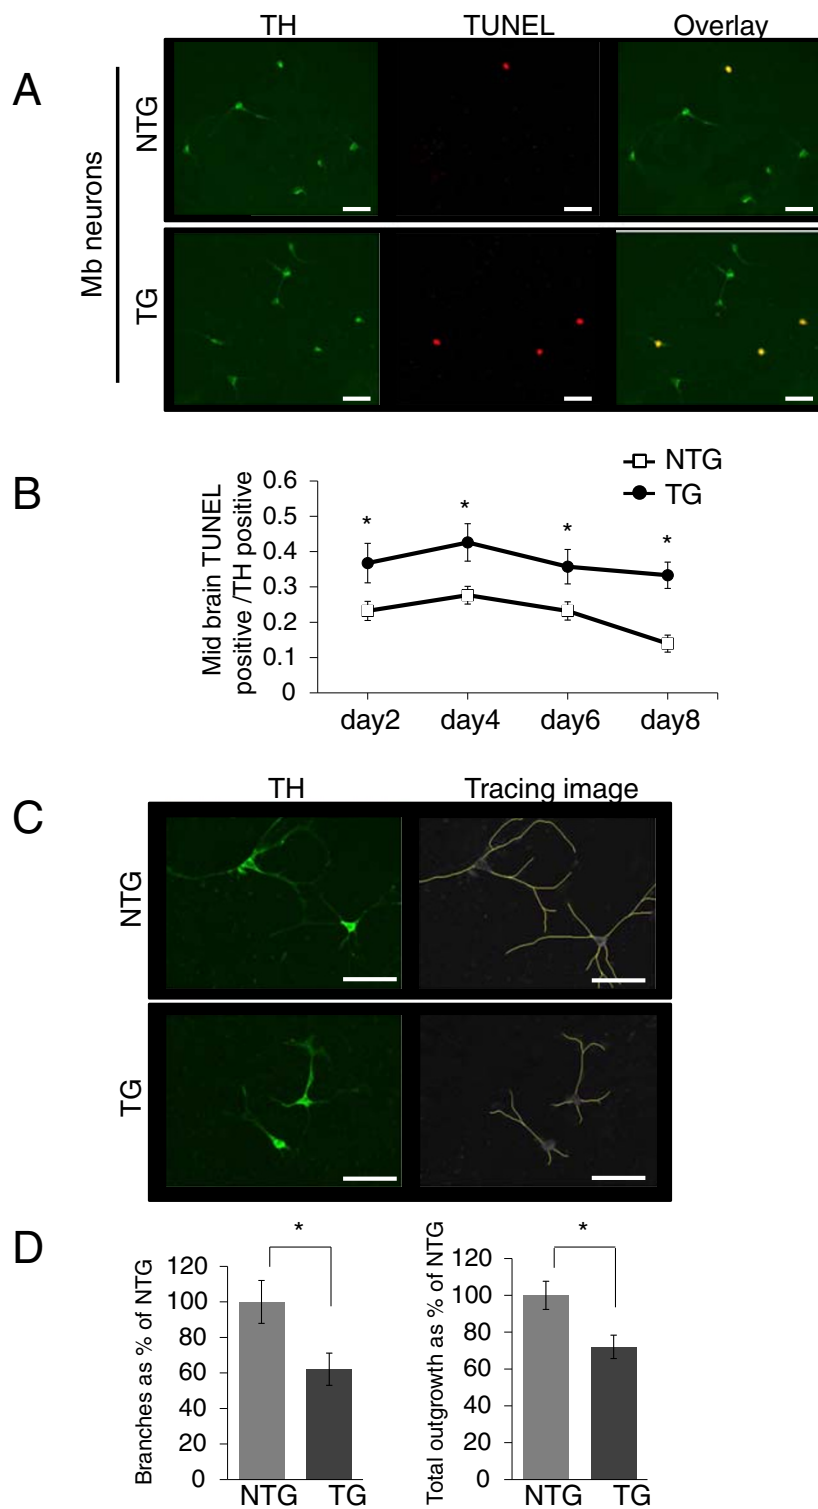 TH TUNEL Overlay
A
Mb neurons
NTG
TG
B
NTG
TG
Mid brain TUNEL
positive /TH positive
0.6
0.5
0.4
0.3
0.2
0.1
0
* * * *
day2 day4 day6 day8
TH Tracing image
C
NTG
TG
D
Branches as % of NTG
120
100
80
60
40
20
0
*
NTG TG
Total outgrowth as % of NTG
120
100
80
60
40
20
0
*
NTG TG